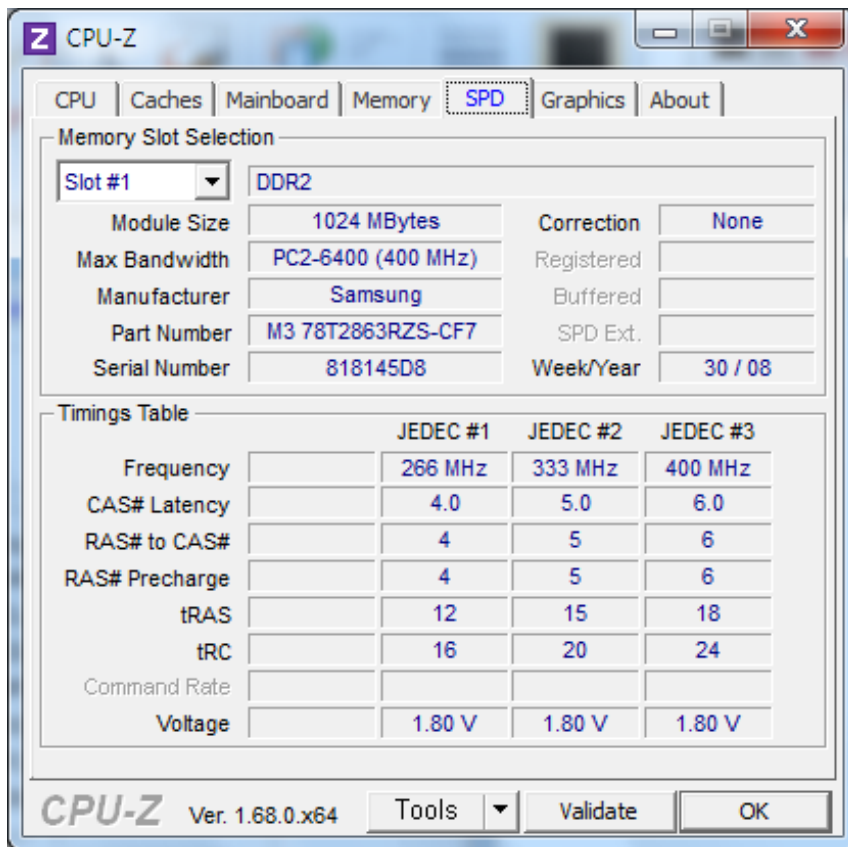 Z CPU-Z
CPU Caches Mainboard Memory SPD Graphics About
Memory Slot Selection
Slot #1 DDR2
Module Size 1024 MBytes Correction None
Max Bandwidth PC2-6400 (400 MHz) Registered
Manufacturer Samsung Buffered
Part Number M3 78T2863RZS-CF7 SPD Ext.
Serial Number 818145D8 Week/Year 30 / 08
Timings Table
JEDEC #1 JEDEC #2 JEDEC #3
Frequency 266 MHz 333 MHz 400 MHz
CAS# Latency 4.0 5.0 6.0
RAS# to CAS# 4 5 6
RAS# Precharge 4 5 6
tRAS 12 15 18
tRC 16 20 24
Command Rate
Voltage 1.80 V 1.80 V 1.80 V
CPU-Z Ver. 1.68.0.x64 Tools Validate OK